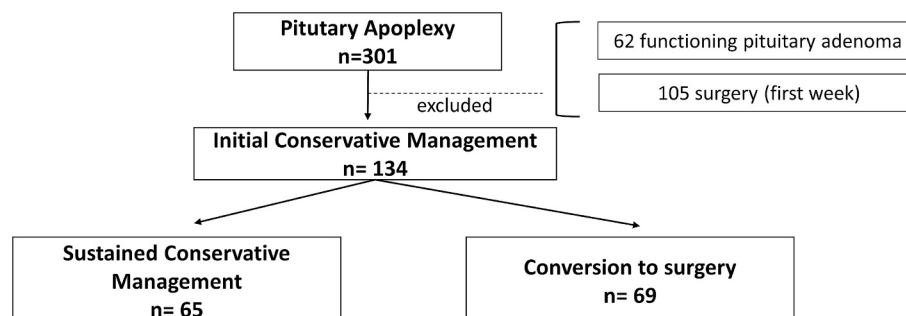 Pitutary Apoplexy
n=301
62 functioning pituitary adenoma
105 surgery (first week)
excluded
Initial Conservative Management
n= 134
Sustained Conservative
Management
n= 65
Conversion to surgery
n= 69